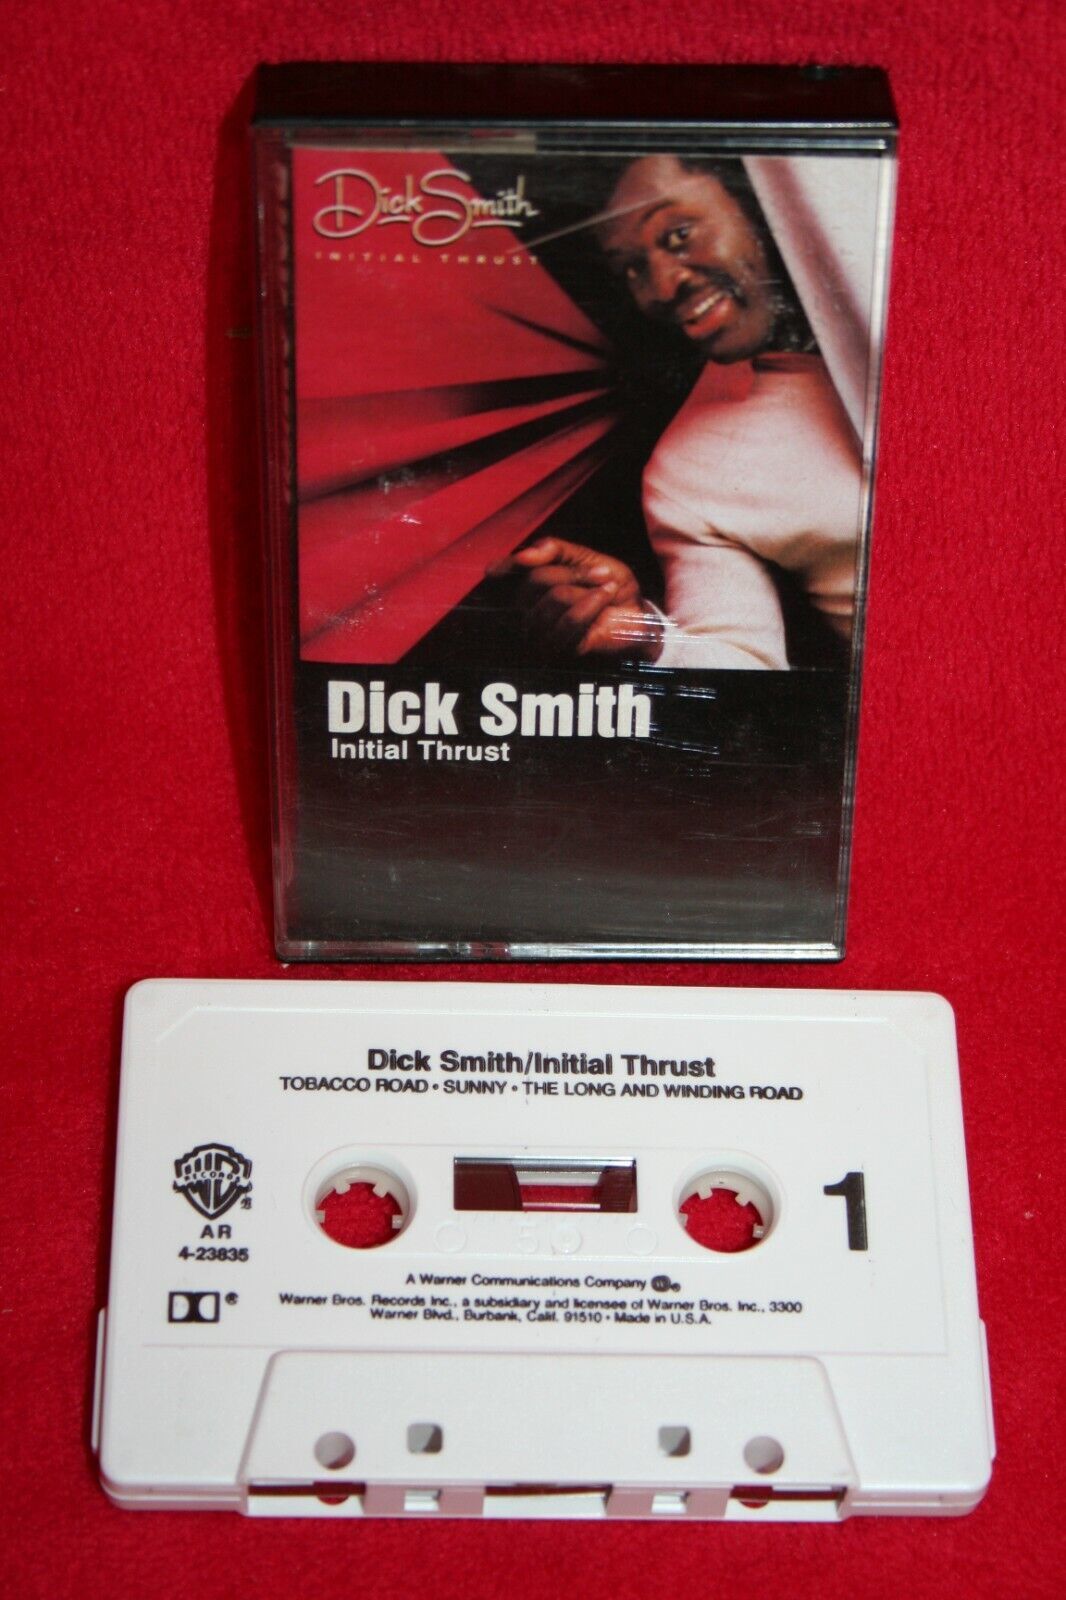 Dick Smith
INITIAL THRUST
Dick Smith
Initial Thrust
Dick Smith/Initial Thrust
TOBACCO ROAD • SUNNY • THE LONG AND WINDING ROAD
RECORDS
AR
4-23835
1
50
A Warner Communications Company
Warner Bros. Records Inc., a subsidiary and licensee of Warner Bros. Inc., 3300
Warner Blvd., Burbank, Calif. 91510 • Made in U.S.A.